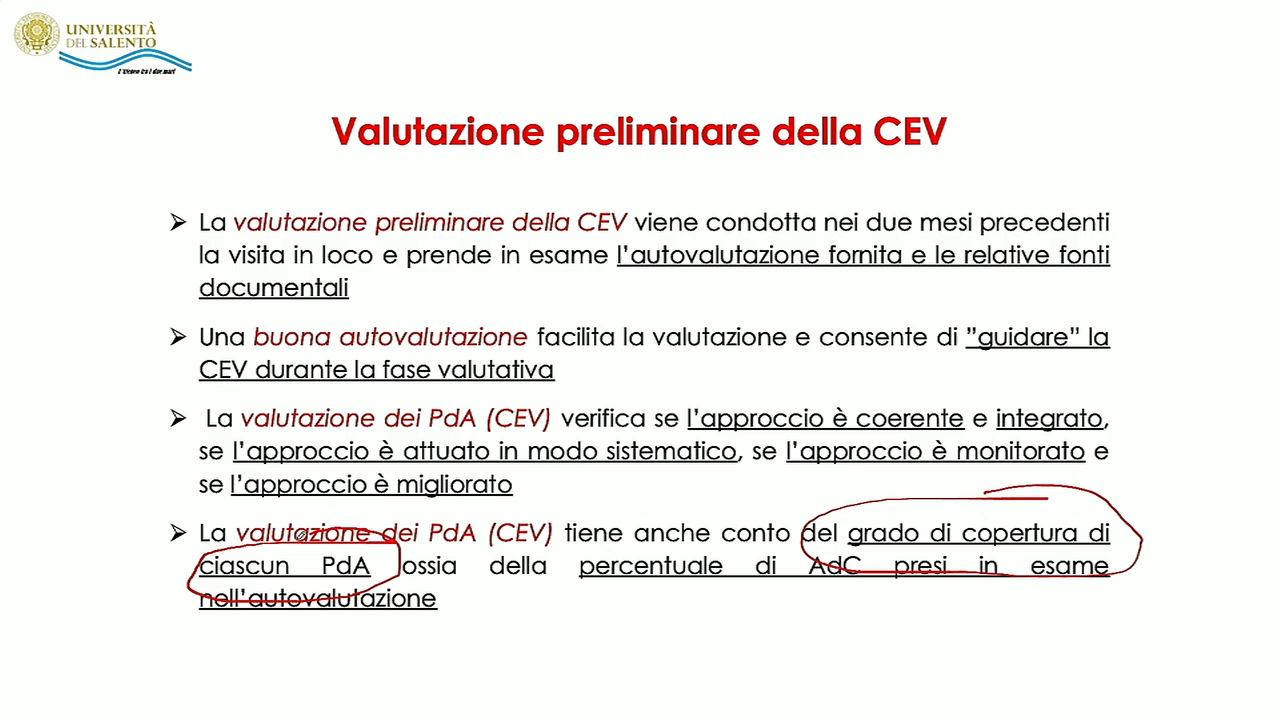 UNIVERSITÀ
DEL SALENTO
Valutazione preliminare della CEV
➢ La valutazione preliminare della CEV viene condotta nei due mesi precedenti
la visita in loco e prende in esame l'autovalutazione fornita e le relative fonti
documentali
➢ Una buona autovalutazione facilita la valutazione e consente di ”guidare” la
CEV durante la fase valutativa
➢ La valutazione dei PdA (CEV) verifica se l'approccio è coerente e integrato,
se l'approccio è attuato in modo sistematico, se l'approccio è monitorato e
se l'approccio è migliorato
➢ La valutazione dei PdA (CEV) tiene anche conto del grado di copertura di
ciascun PdA ossia della percentuale di AdC presi in esame
nell'autovalutazione